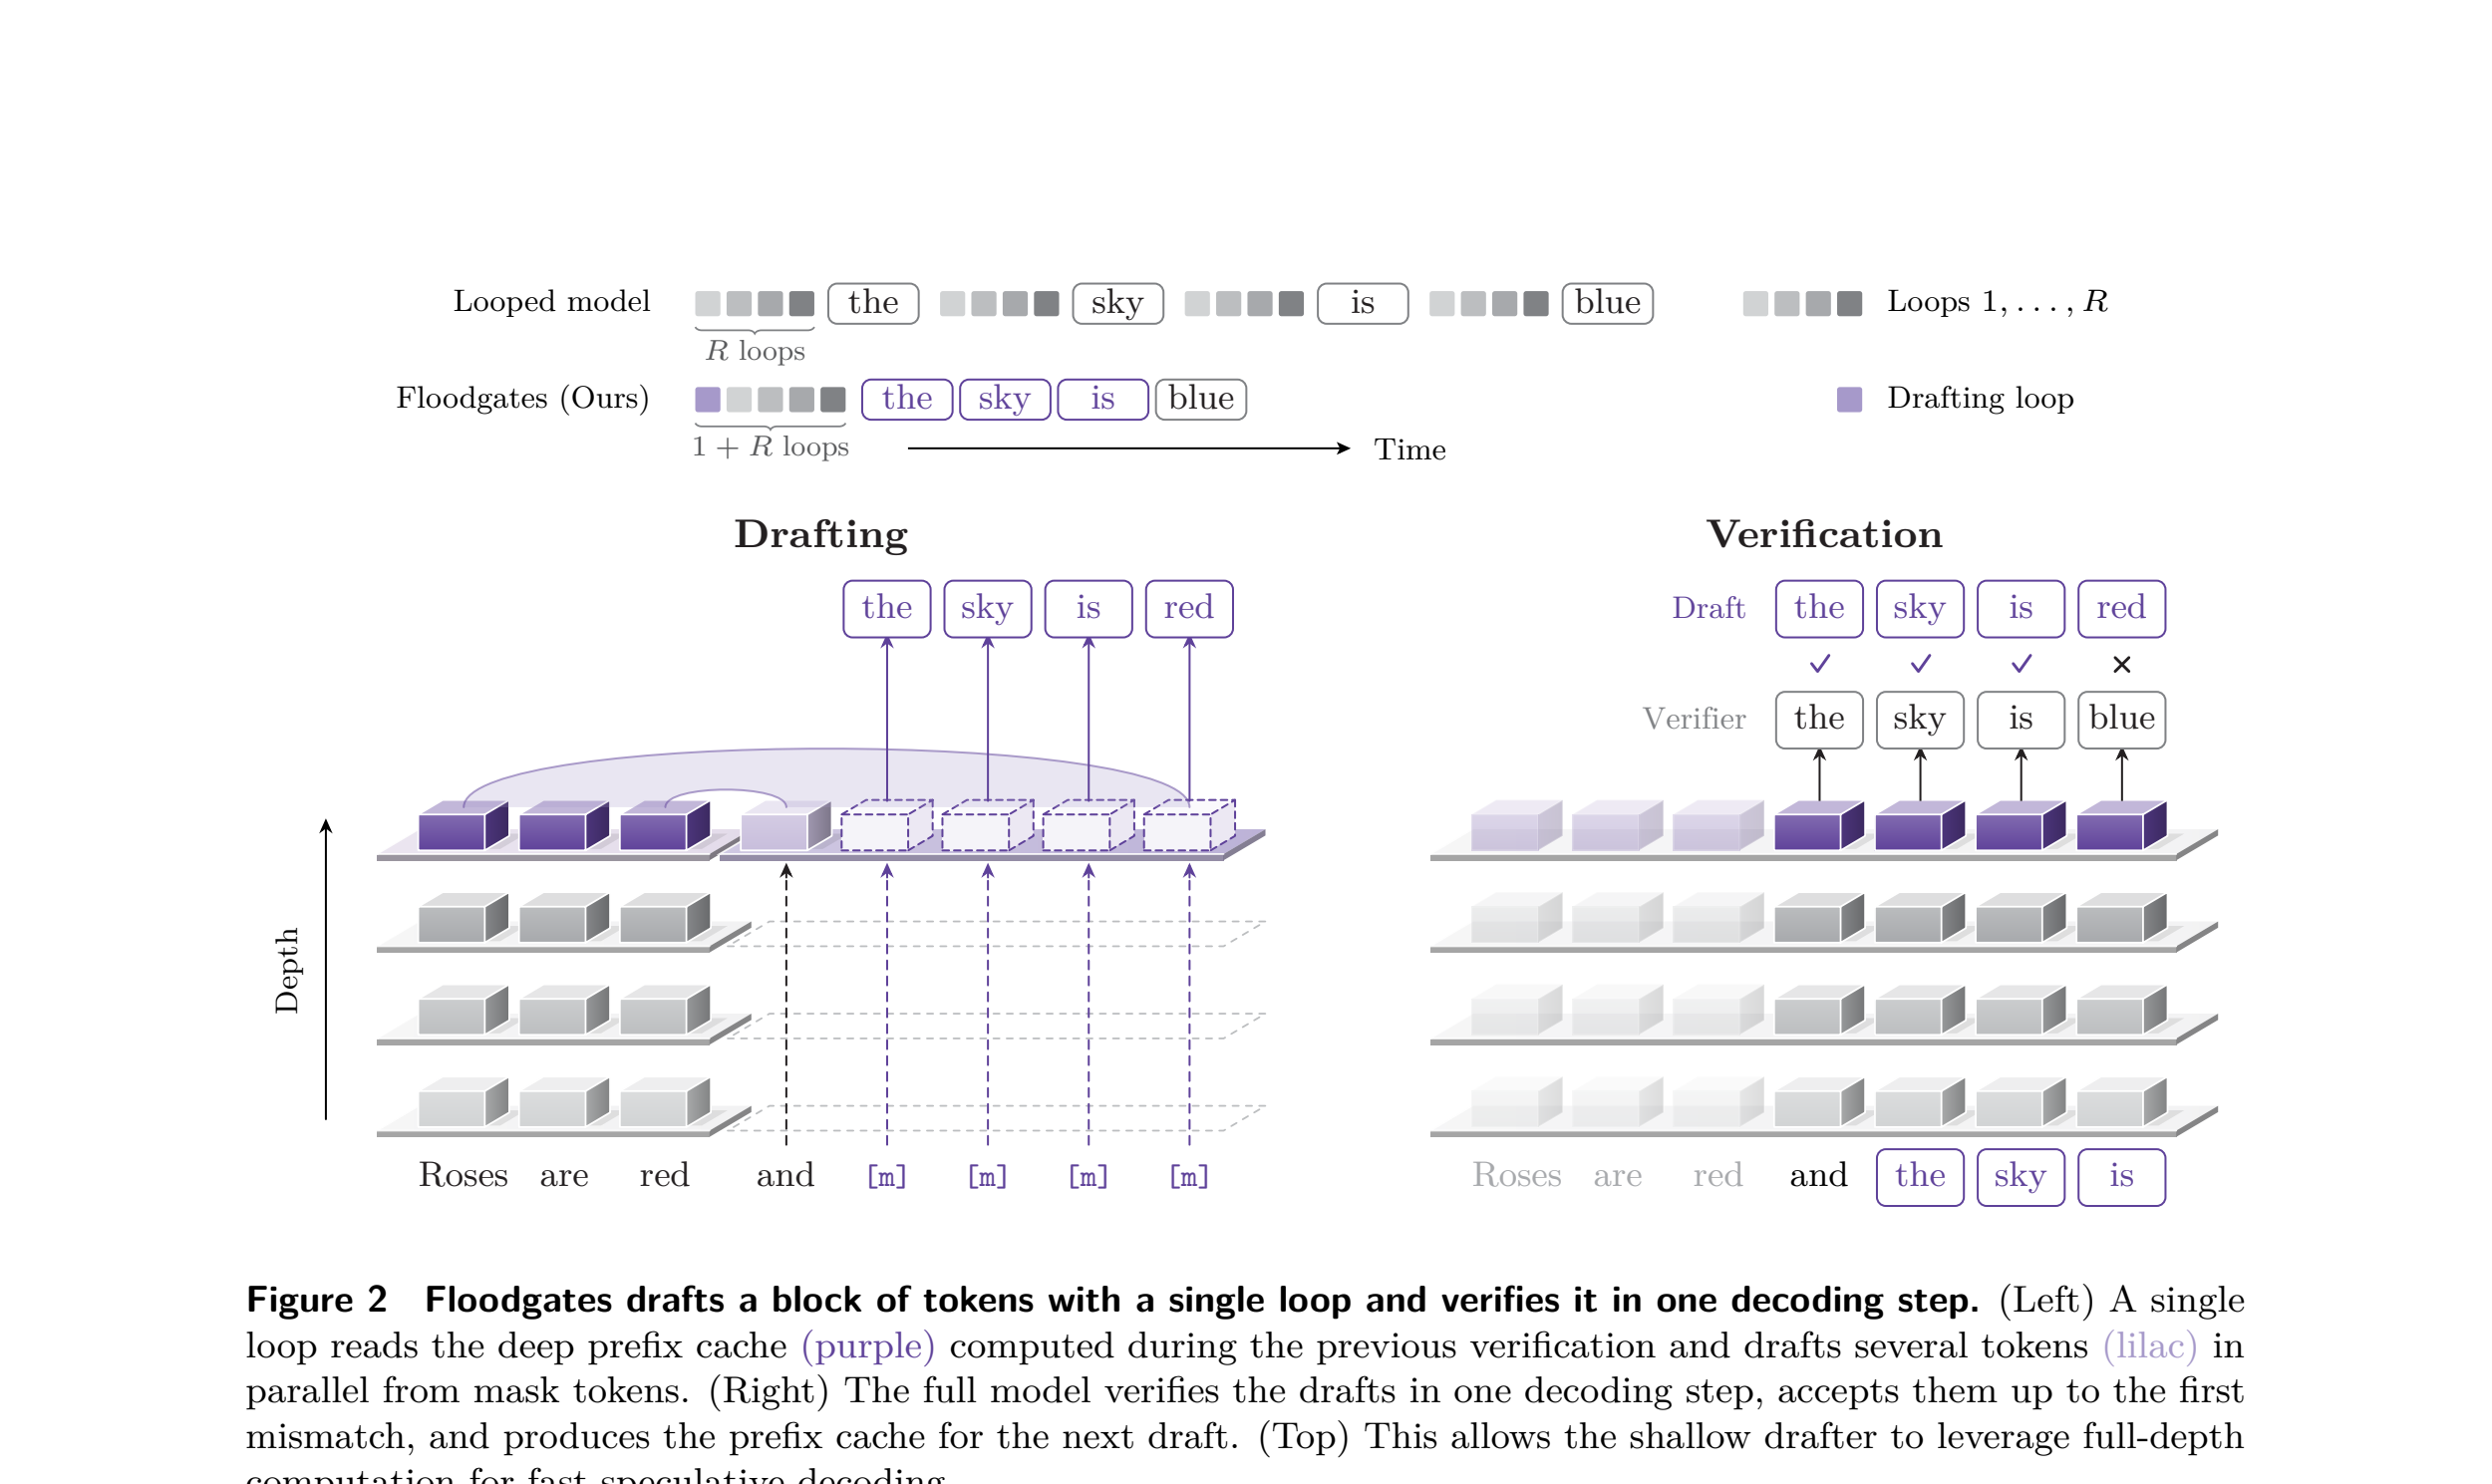 Looped model the sky is blue Loops 1, . . . , R
R loops
Floodgates (Ours) the sky is blue Drafting loop
1 + R loops
Time
Drafting Verification
the sky is red
Draft the sky is red
Verifier the sky is blue
Depth
Roses are red and [m] [m] [m] [m]
Roses are red and the sky is
Figure 2 Floodgates drafts a block of tokens with a single loop and verifies it in one decoding step. (Left) A single
loop reads the deep prefix cache (purple) computed during the previous verification and drafts several tokens (lilac) in
parallel from mask tokens. (Right) The full model verifies the drafts in one decoding step, accepts them up to the first
mismatch, and produces the prefix cache for the next draft. (Top) This allows the shallow drafter to leverage full-depth
computation for fast speculative decoding.